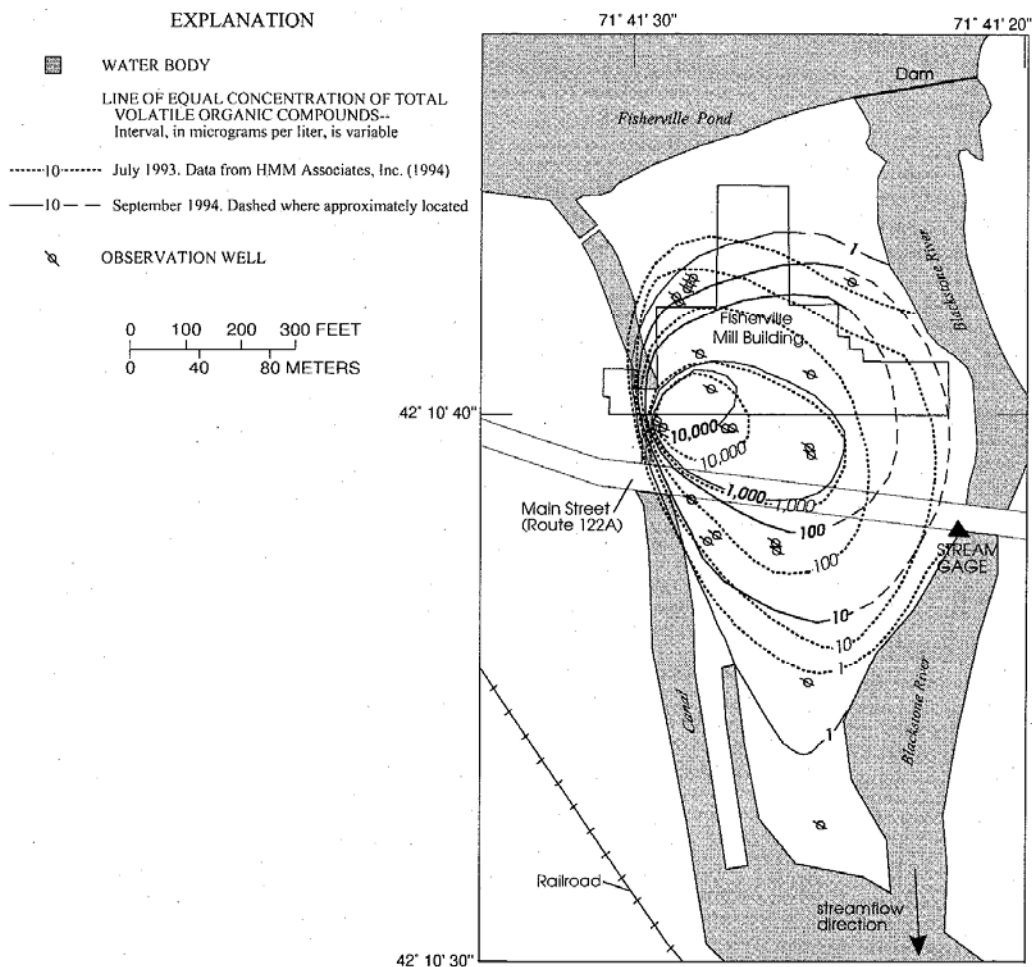 EXPLANATION
WATER BODY
LINE OF EQUAL CONCENTRATION OF TOTAL
VOLATILE ORGANIC COMPOUNDS--
Interval, in micrograms per liter, is variable
10 July 1993. Data from HMM Associates, Inc. (1994)
10 September 1994. Dashed where approximately located
OBSERVATION WELL
0 100 200 300 FEET
0 40 80 METERS
71° 41' 30"
71° 41' 20"
Dam
Fisherville Pond
1
Blackstone River
Fisherville
Mill Building
42° 10' 40"
10,000
10,000
Main Street
(Route 122A)
1,000
1,000
100
STREAM
GAGE
100
10
10
1
Canal
Blackstone River
1
Railroad
streamflow
direction
42° 10' 30"